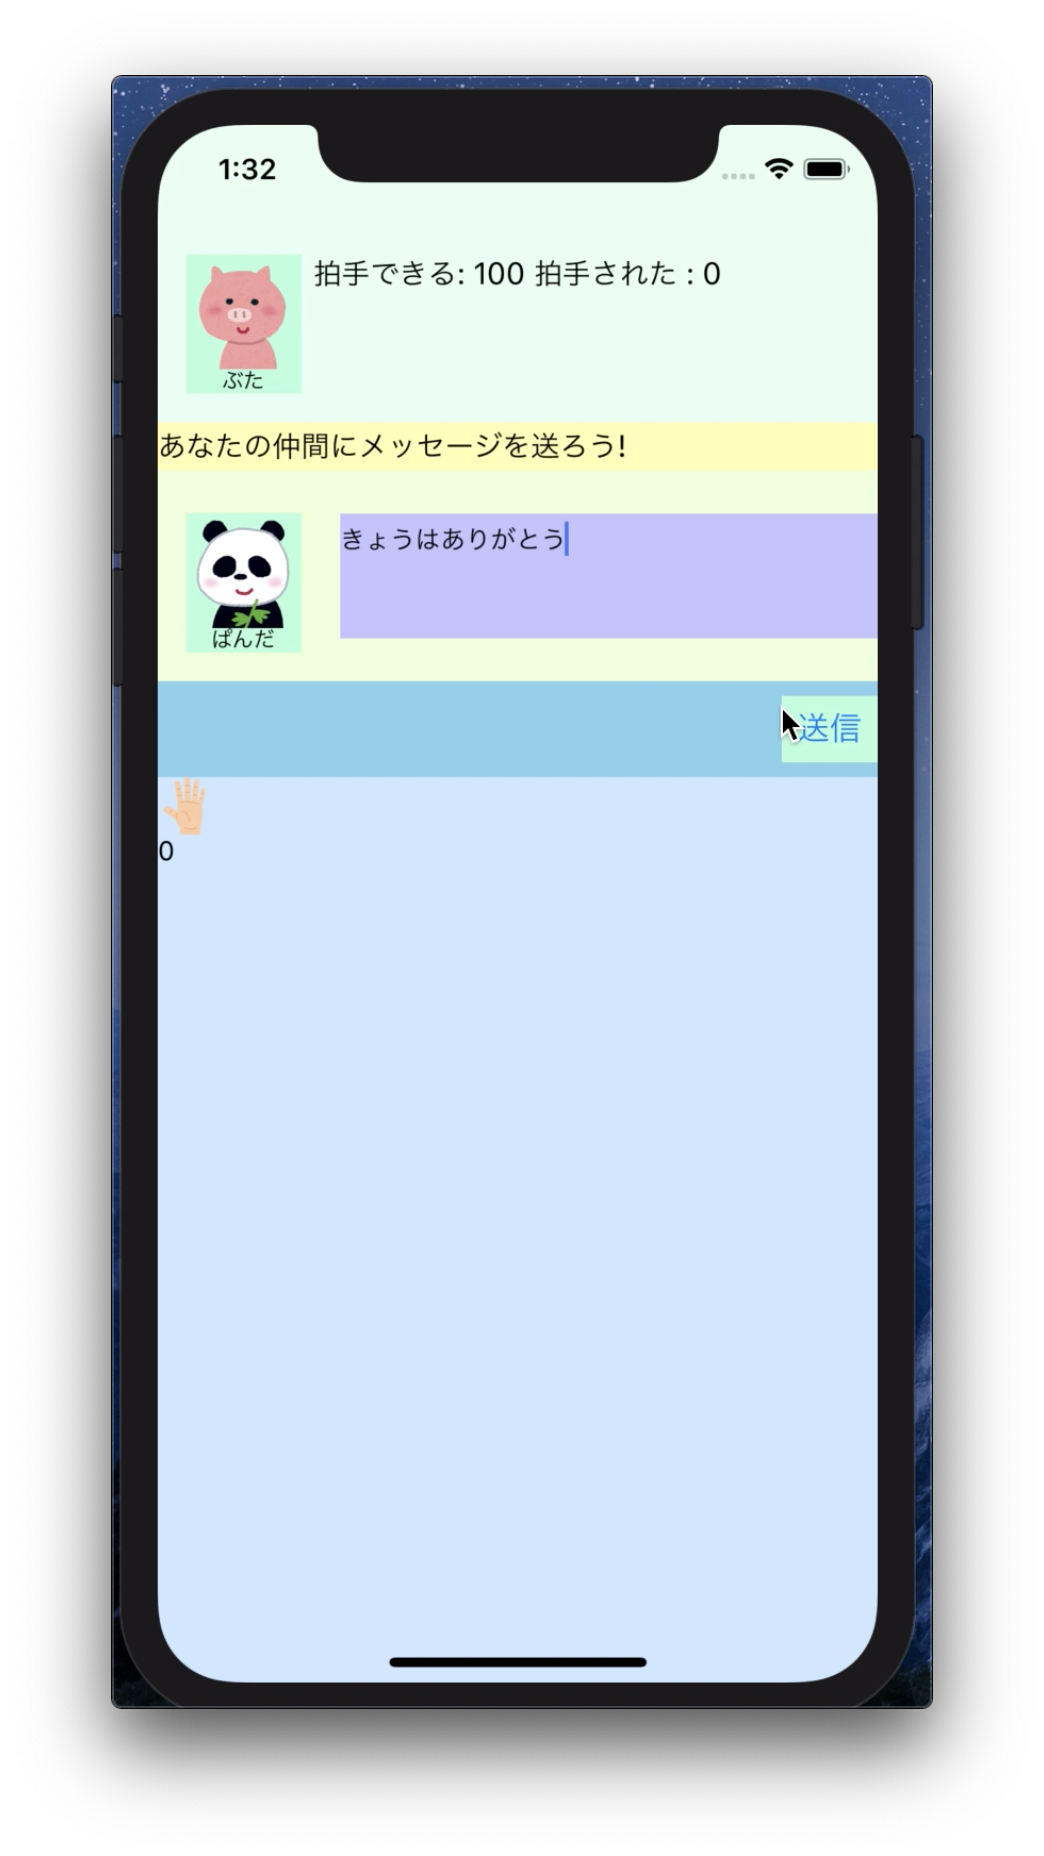 1:32
拍手できる: 100 拍手された : 0
ぶた
あなたの仲間にメッセージを送ろう!
きょうはありがとう
ぱんだ
送信
0